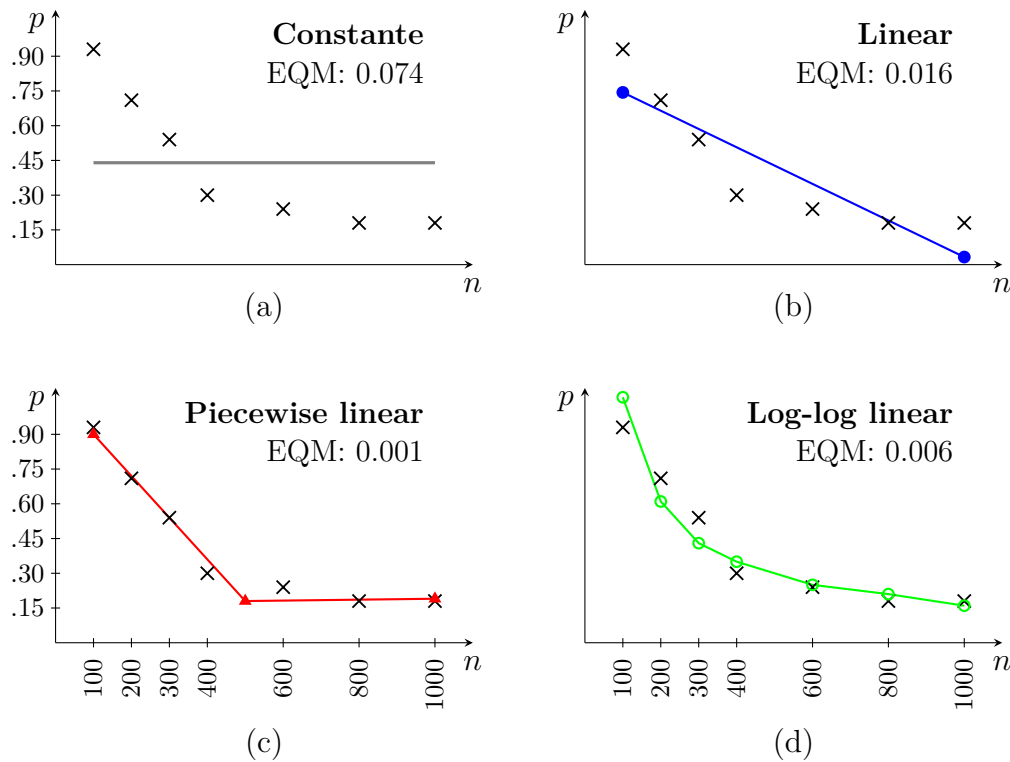 p
Constante
EQM: 0.074
.90
.75
.60
.45
.30
.15
n
(a)
p
Linear
EQM: 0.016
n
(b)
p
Piecewise linear
EQM: 0.001
.90
.75
.60
.45
.30
.15
n
100
200
300
400
600
800
1000
(c)
p
Log-log linear
EQM: 0.006
n
100
200
300
400
600
800
1000
(d)